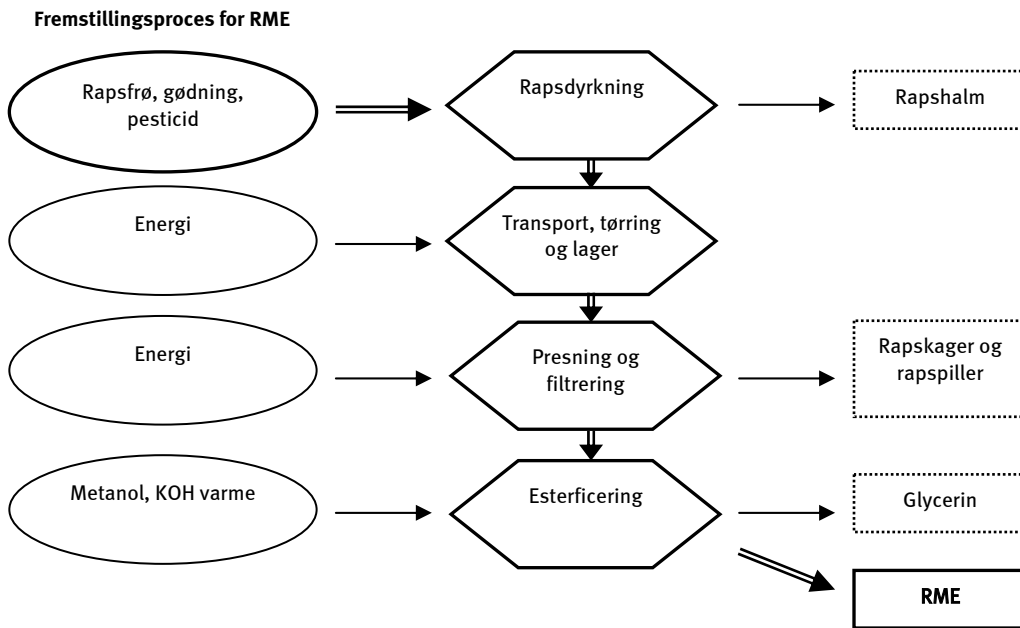 Fremstillingsproces for RME
Rapsfrø, gødning,
pesticid
Rapsdyrkning
Rapshalm
Energi
Transport, tørring
og lager
Energi
Presning og
filtrering
Rapskager og
rapspiller
Metanol, KOH varme
Esterficering
Glycerin
RME